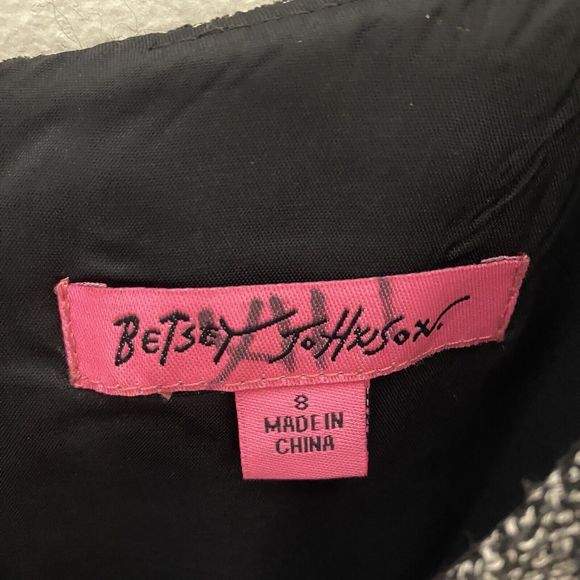 BETSEY JOHNSON.
8
MADE IN
CHINA